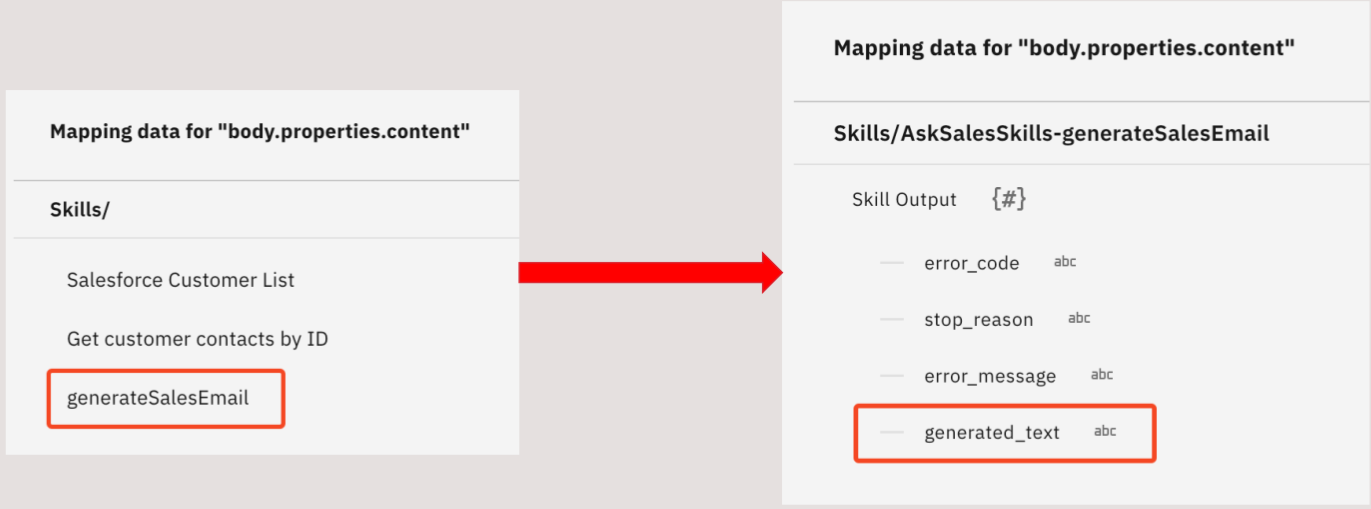 Mapping data for "body.properties.content"
Skills/
Salesforce Customer List
Get customer contacts by ID
generateSalesEmail
Mapping data for "body.properties.content"
Skills/AskSalesSkills-generateSalesEmail
Skill Output {#}
error_code abc
stop_reason abc
error_message abc
generated_text abc